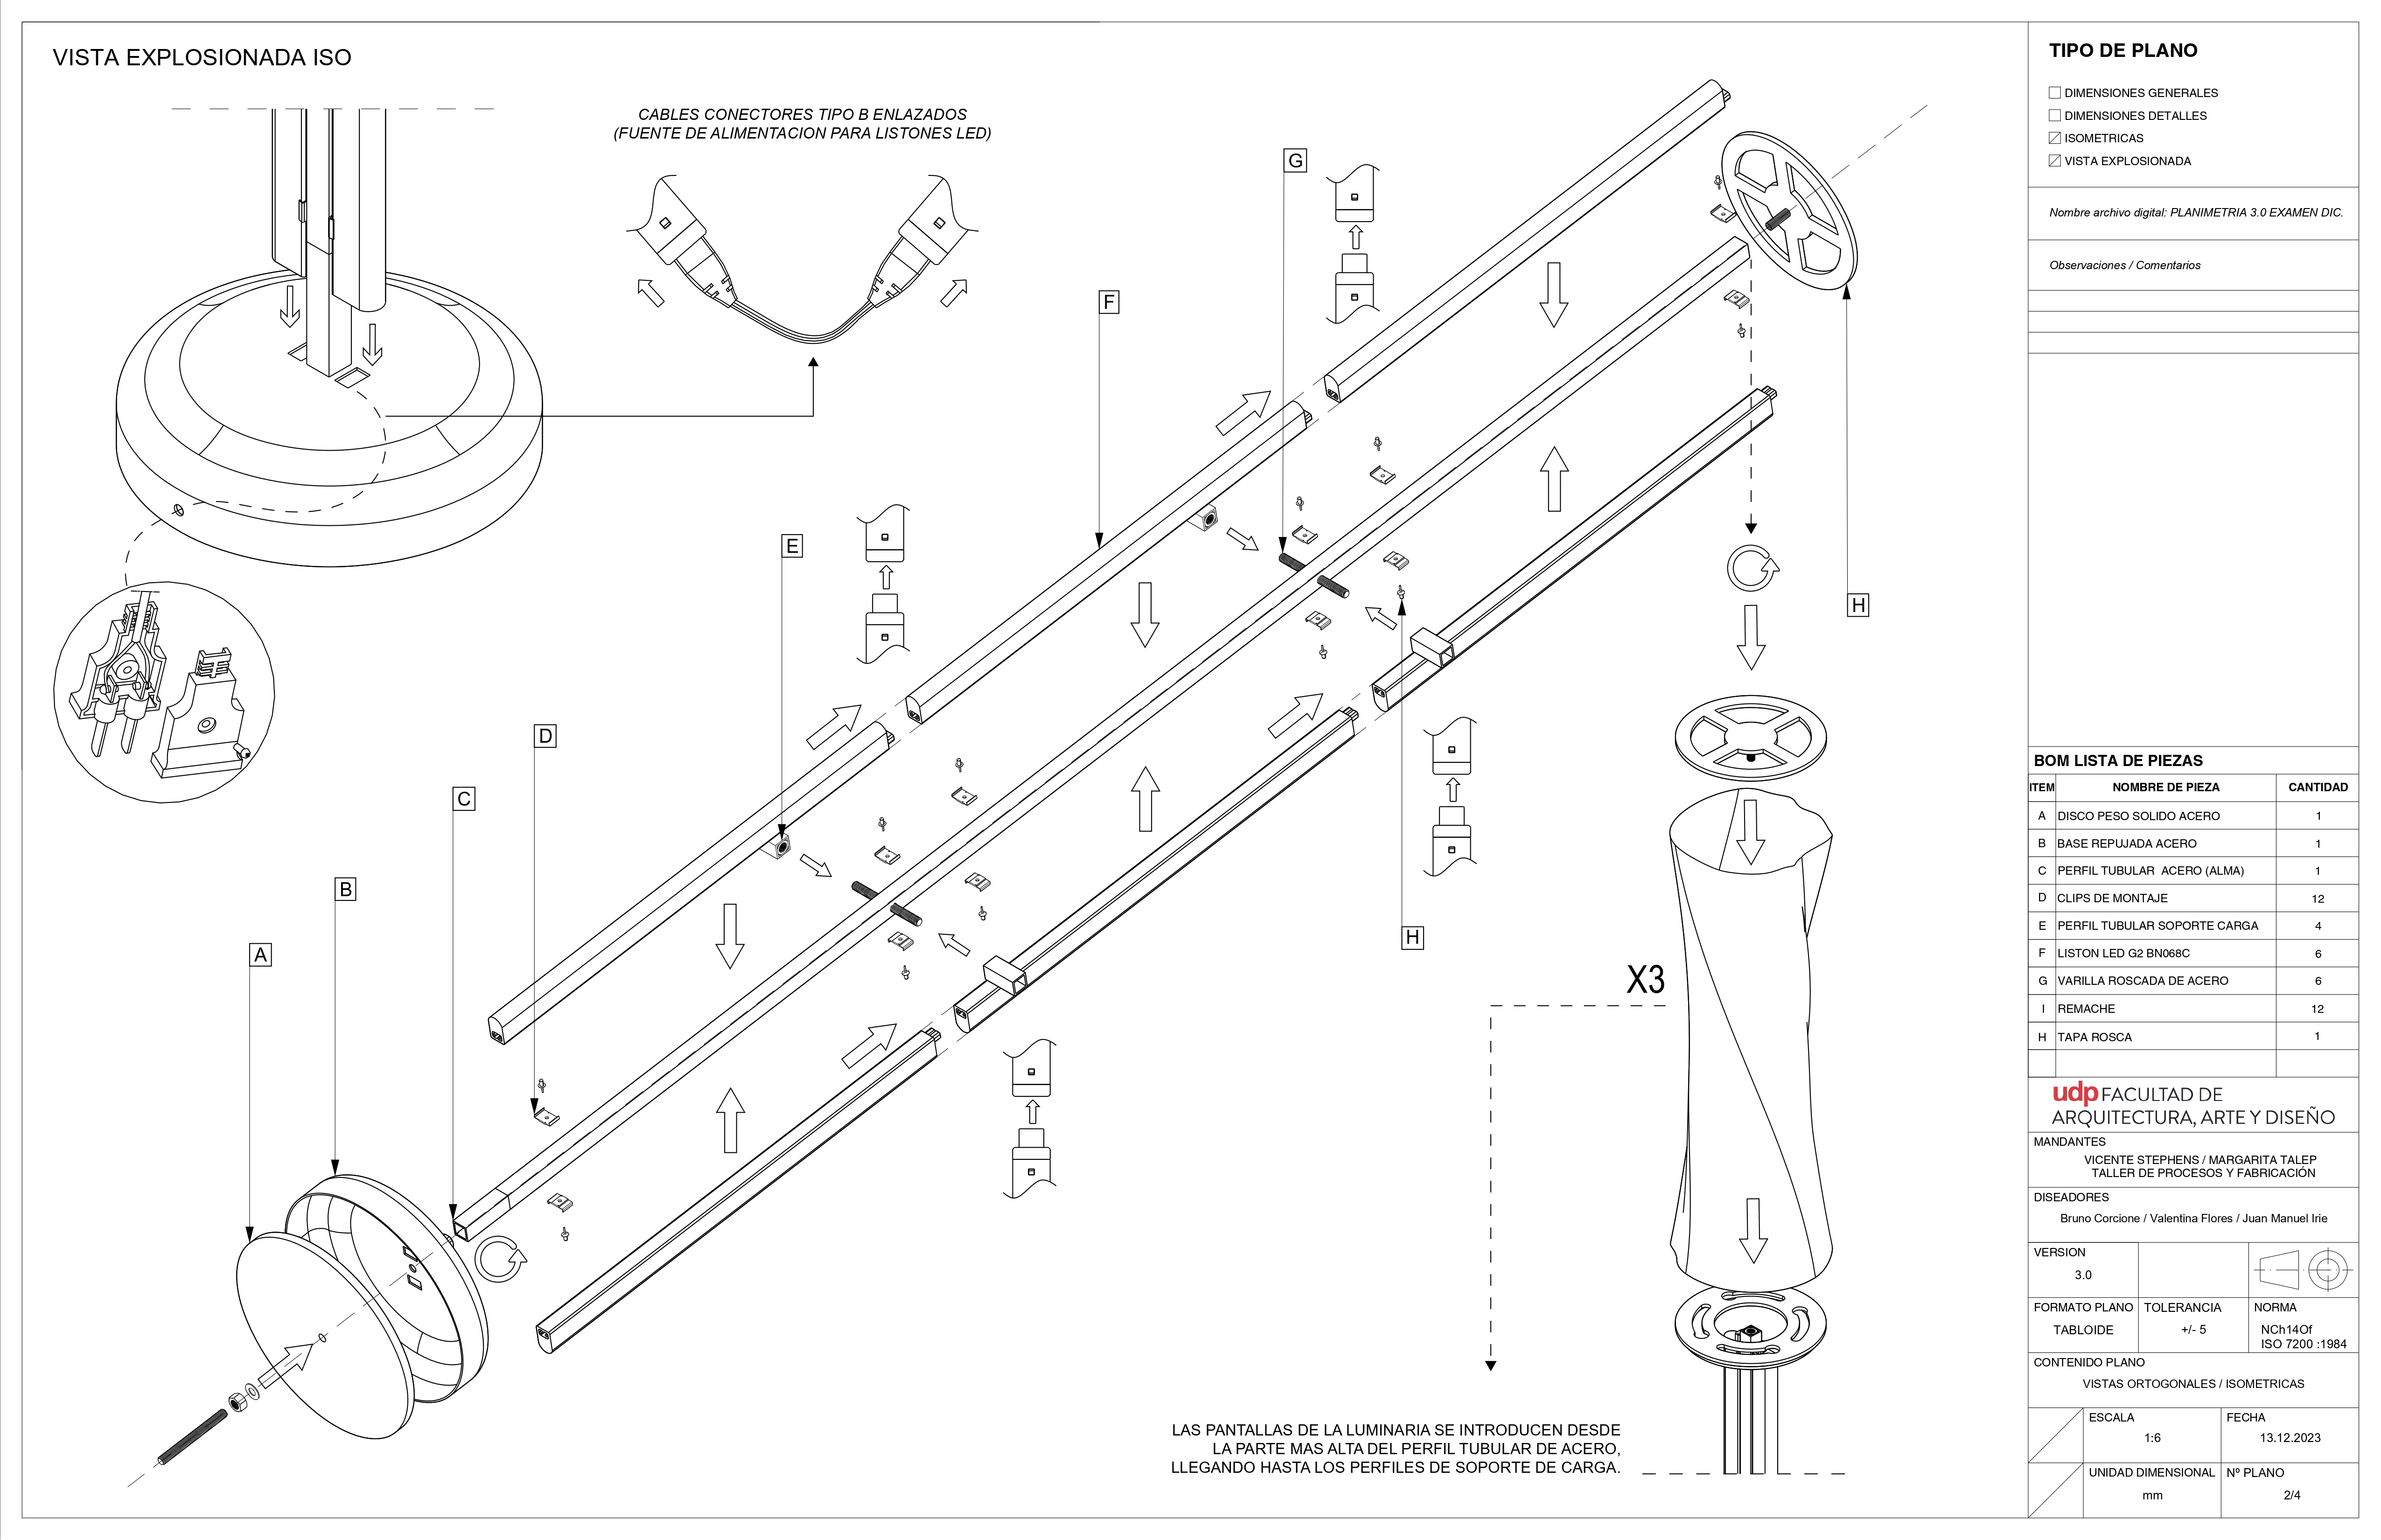 VISTA EXPLOSIONADA ISO
CABLES CONECTORES TIPO B ENLAZADOS
(FUENTE DE ALIMENTACION PARA LISTONES LED)
G
F
E
H
D
C
B
A
H
X3
LAS PANTALLAS DE LA LUMINARIA SE INTRODUCEN DESDE
LA PARTE MAS ALTA DEL PERFIL TUBULAR DE ACERO,
LLEGANDO HASTA LOS PERFILES DE SOPORTE DE CARGA.
TIPO DE PLANO
DIMENSIONES GENERALES
DIMENSIONES DETALLES
ISOMETRICAS
VISTA EXPLOSIONADA
Nombre archivo digital: PLANIMETRIA 3.0 EXAMEN DIC.
Observaciones / Comentarios
BOM LISTA DE PIEZAS
ITEM NOMBRE DE PIEZA CANTIDAD
A DISCO PESO SOLIDO ACERO 1
B BASE REPUJADA ACERO 1
C PERFIL TUBULAR ACERO (ALMA) 1
D CLIPS DE MONTAJE 12
E PERFIL TUBULAR SOPORTE CARGA 4
F LISTON LED G2 BN068C 6
G VARILLA ROSCADA DE ACERO 6
I REMACHE 12
H TAPA ROSCA 1
udp FACULTAD DE
ARQUITECTURA, ARTE Y DISEÑO
MANDANTES
VICENTE STEPHENS / MARGARITA TALEP
TALLER DE PROCESOS Y FABRICACIÓN
DISEADORES
Bruno Corcione / Valentina Flores / Juan Manuel Irie
VERSION
3.0
FORMATO PLANO TOLERANCIA NORMA
TABLOIDE +/- 5 NCh14Of
ISO 7200 :1984
CONTENIDO PLANO
VISTAS ORTOGONALES / ISOMETRICAS
ESCALA FECHA
1:6 13.12.2023
UNIDAD DIMENSIONAL Nº PLANO
mm 2/4